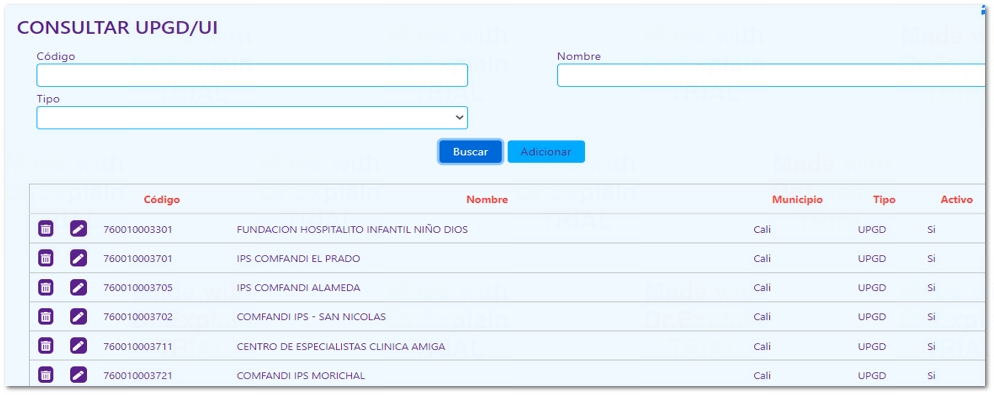 CONSULTAR UPGD/UI
Código Nombre
Tipo
Buscar Adicionar
Código Nombre Municipio Tipo Activo
760010003301 FUNDACION HOSPITALITO INFANTIL NIÑO DIOS Cali UPGD Si
760010003701 IPS COMFANDI EL PRADO Cali UPGD Si
760010003705 IPS COMFANDI ALAMEDA Cali UPGD Si
760010003702 COMFANDI IPS - SAN NICOLAS Cali UPGD Si
760010003711 CENTRO DE ESPECIALISTAS CLINICA AMIGA Cali UPGD Si
760010003721 COMFANDI IPS MORICHAL Cali UPGD Si